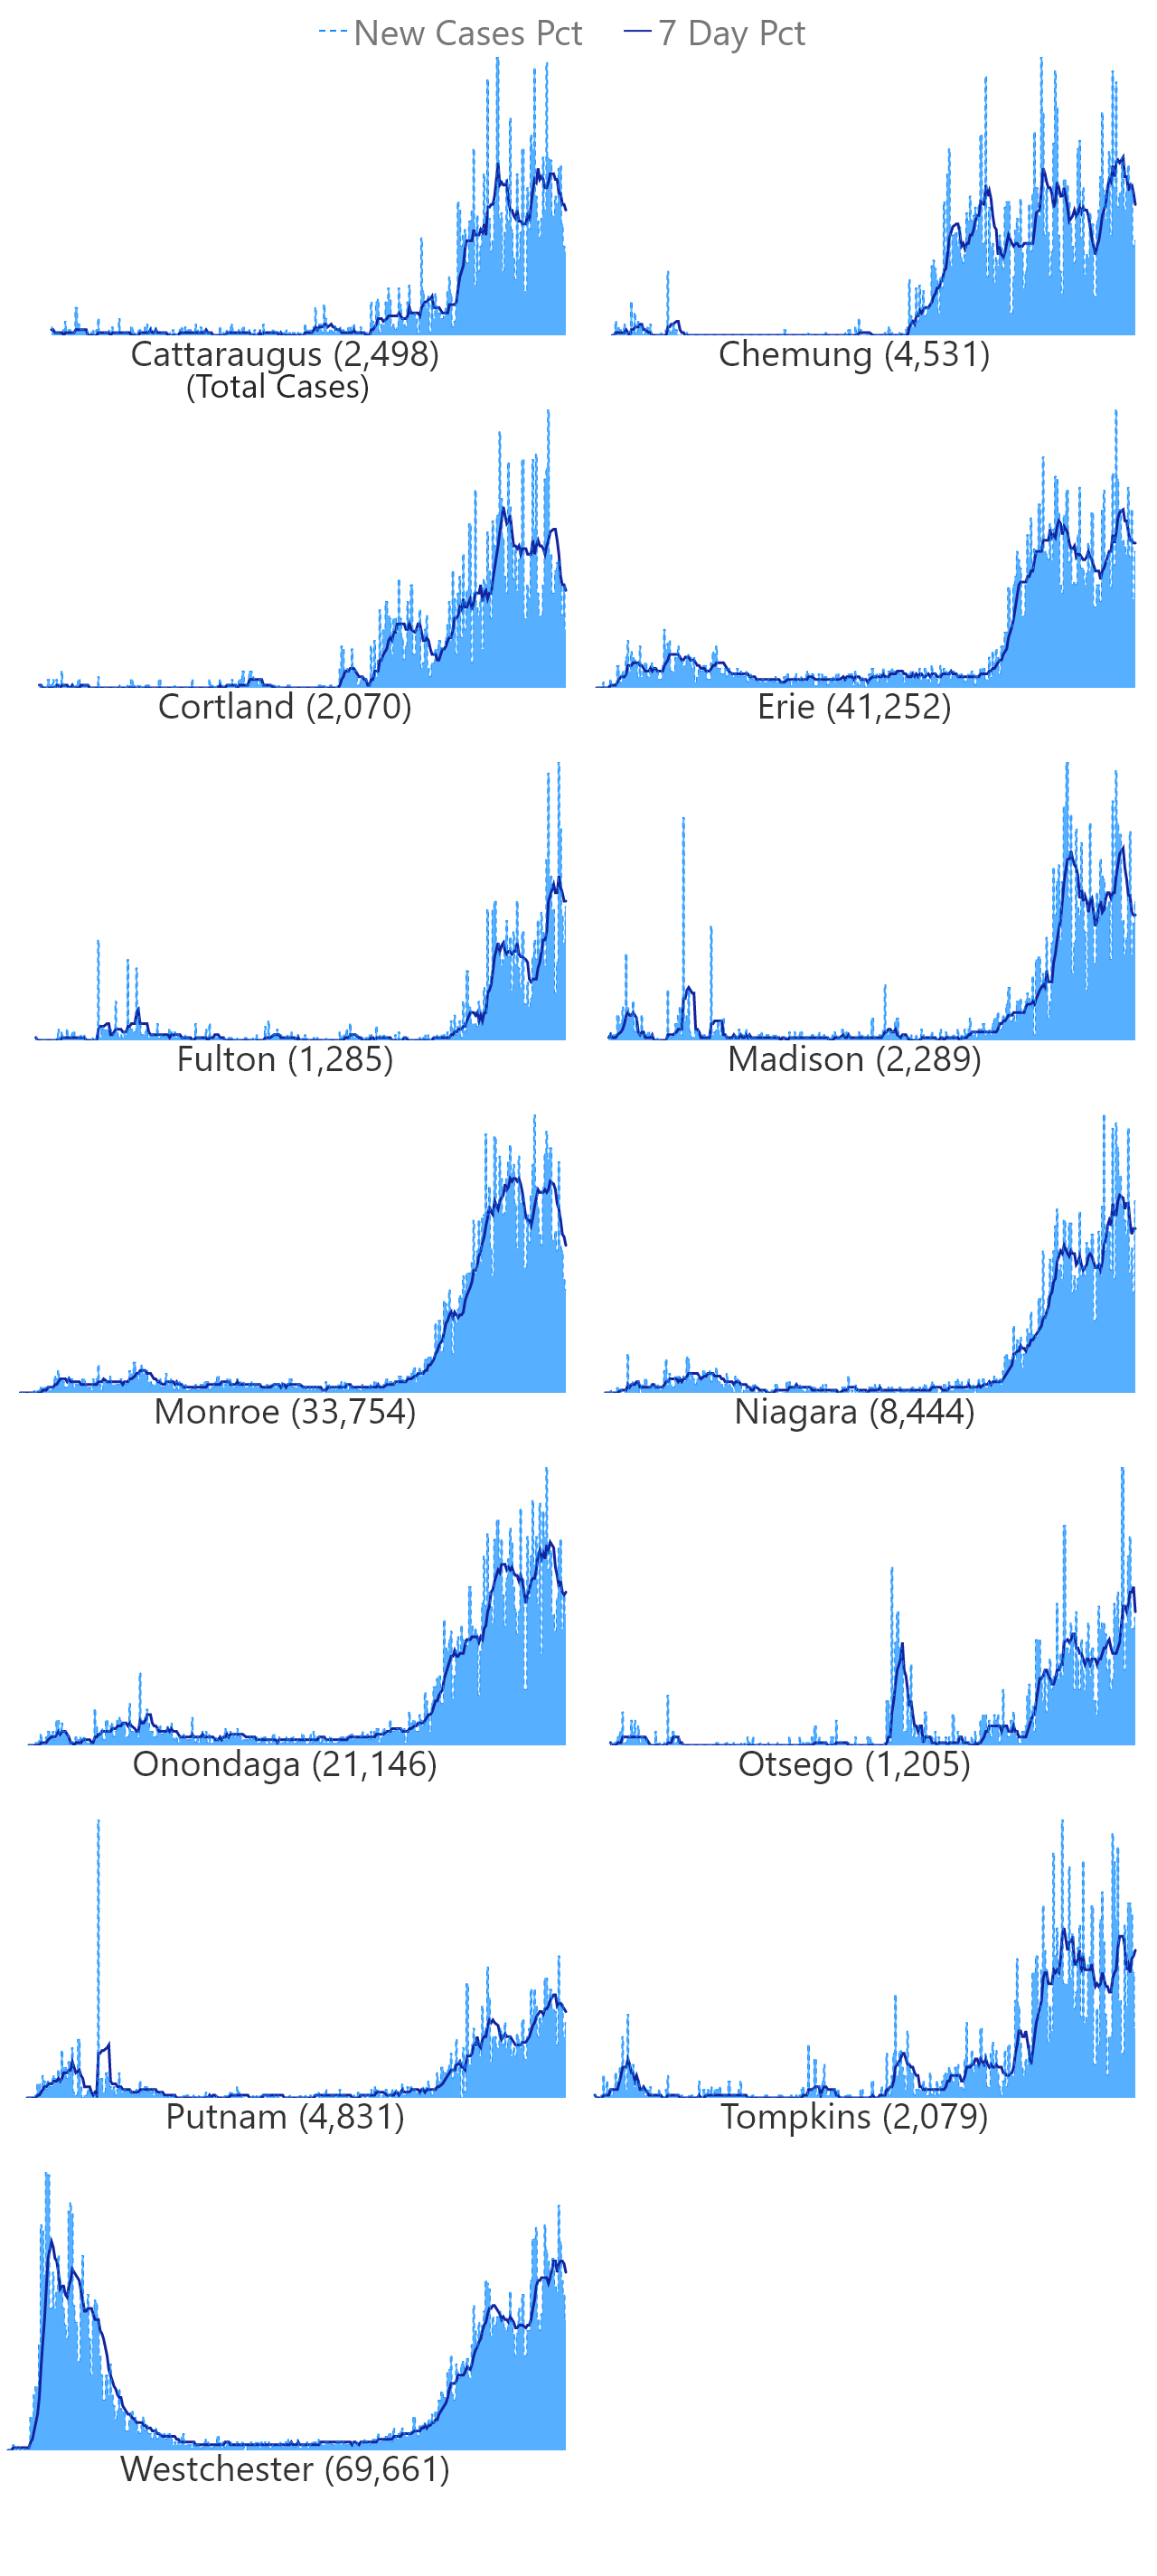 New Cases Pct 7 Day Pct
Cattaraugus (2,498) Chemung (4,531)
(Total Cases)
Cortland (2,070) Erie (41,252)
Fulton (1,285) Madison (2,289)
Monroe (33,754) Niagara (8,444)
Onondaga (21,146) Otsego (1,205)
Putnam (4,831) Tompkins (2,079)
Westchester (69,661)